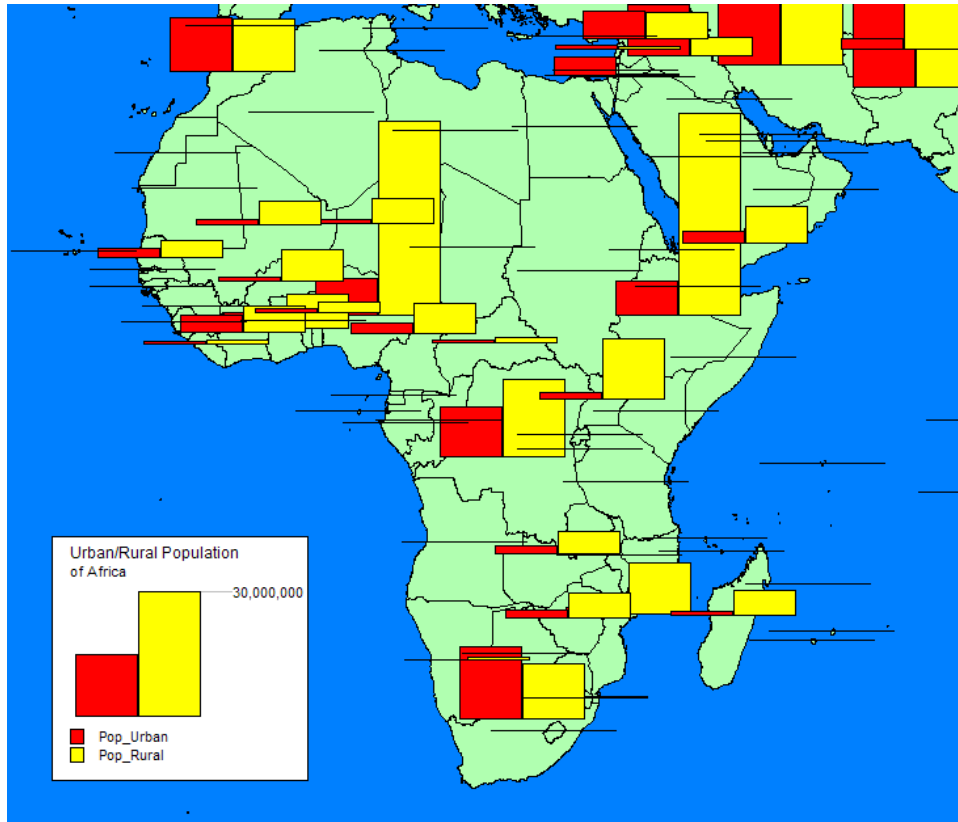 Urban/Rural Population
of Africa
30,000,000
Pop_Urban
Pop_Rural